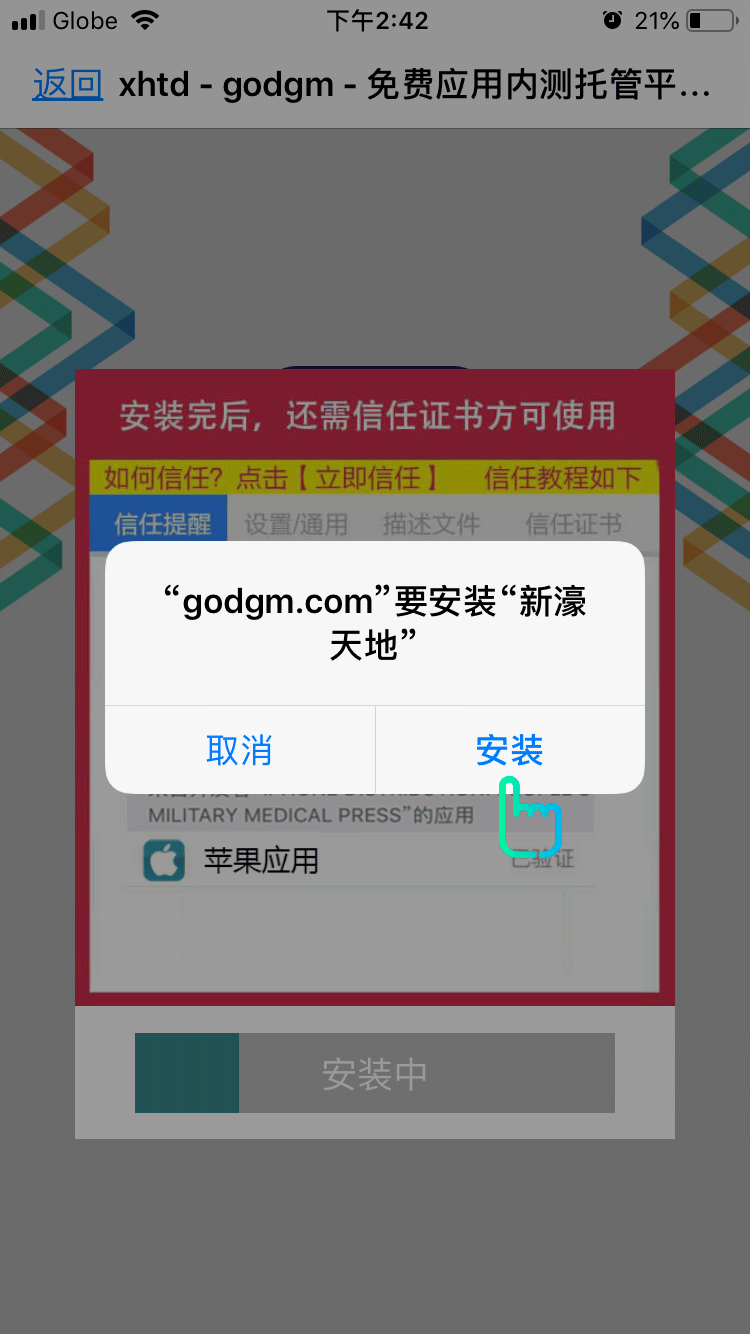 Globe
下午2:42
21%
返回 xhtd - godgm - 免费应用内测托管平...
安装完后，还需信任证书方可使用
如何信任？点击【立即信任】 信任教程如下
信任提醒 设置/通用 描述文件 信任证书
“godgm.com”要安装“新濠
天地”
取消 安装
MILITARY MEDICAL PRESS”的应用
苹果应用 已验证
安装中